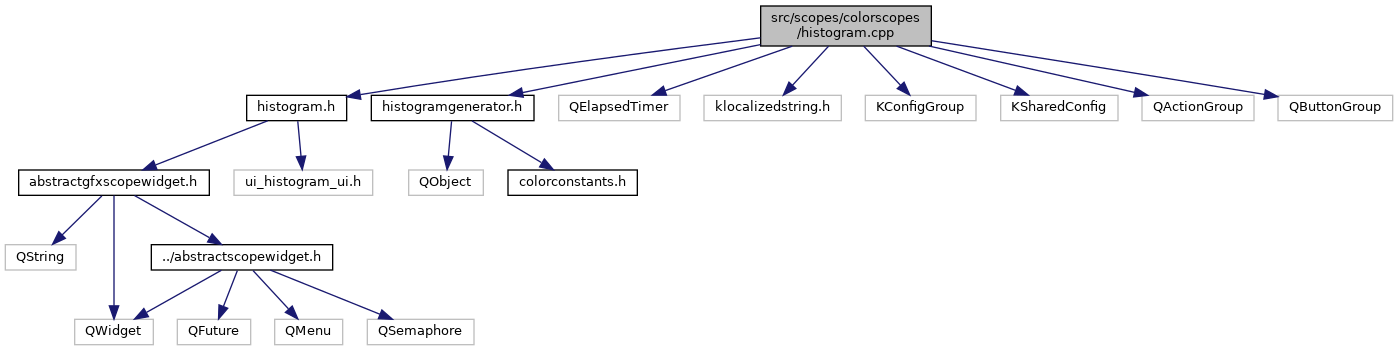 src/scopes/colorscopes
/histogram.cpp
histogram.h
histogramgenerator.h
QElapsedTimer
klocalizedstring.h
KConfigGroup
KSharedConfig
QActionGroup
QButtonGroup
abstractgfxscopewidget.h
ui_histogram_ui.h
QObject
colorconstants.h
QString
../abstractscopewidget.h
QWidget
QFuture
QMenu
QSemaphore